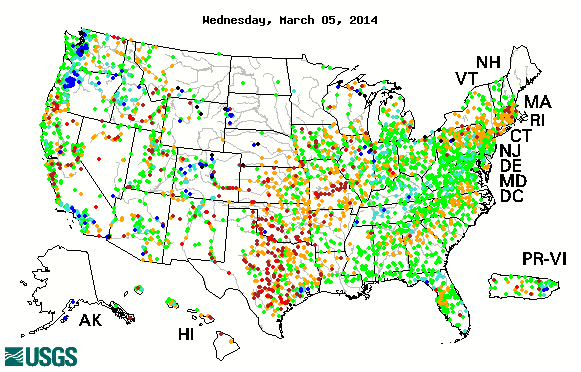 Wednesday, March 05, 2014
NH
VT
MA
RI
CT
NJ
DE
MD
DC
PR-VI
AK
HI
USGS